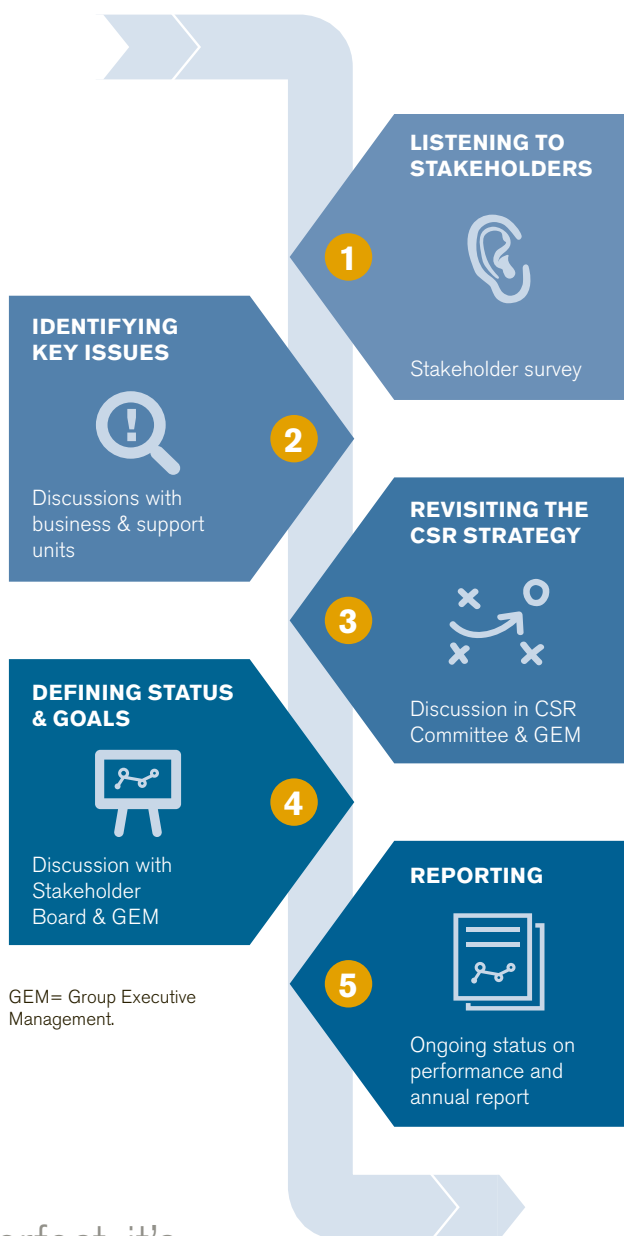 LISTENING TO
STAKEHOLDERS
1
Stakeholder survey
IDENTIFYING
KEY ISSUES
!
2
Discussions with
business & support
units
REVISITING THE
CSR STRATEGY
3
Discussion in CSR
Committee & GEM
DEFINING STATUS
& GOALS
4
Discussion with
Stakeholder
Board & GEM
REPORTING
5
Ongoing status on
performance and
annual report
GEM= Group Executive
Management.
it's